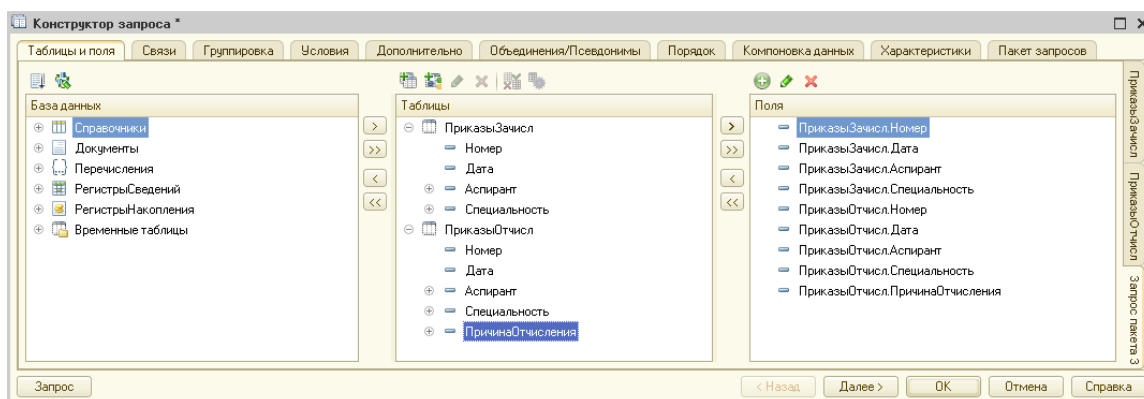 Конструктор запроса *
Таблицы и поля Связи Группировка Условия Дополнительно Объединения/Псевдонимы Порядок Компоновка данных Характеристики Пакет запросов
База данных
Справочники
Документы
Перечисления
РегистрыСведений
РегистрыНакопления
Временные таблицы
Таблицы
ПриказыЗачисл
Номер
Дата
Аспирант
Специальность
ПриказыОтчисл
Номер
Дата
Аспирант
Специальность
ПричинаОтчисления
Поля
ПриказыЗачисл.Номер
ПриказыЗачисл.Дата
ПриказыЗачисл.Аспирант
ПриказыЗачисл.Специальность
ПриказыОтчисл.Номер
ПриказыОтчисл.Дата
ПриказыОтчисл.Аспирант
ПриказыОтчисл.Специальность
ПриказыОтчисл.ПричинаОтчисления
ПриказыЗачисл
ПриказыОтчисл
Запрос пакета 3
Запрос < Назад Далее > ОК Отмена Справка